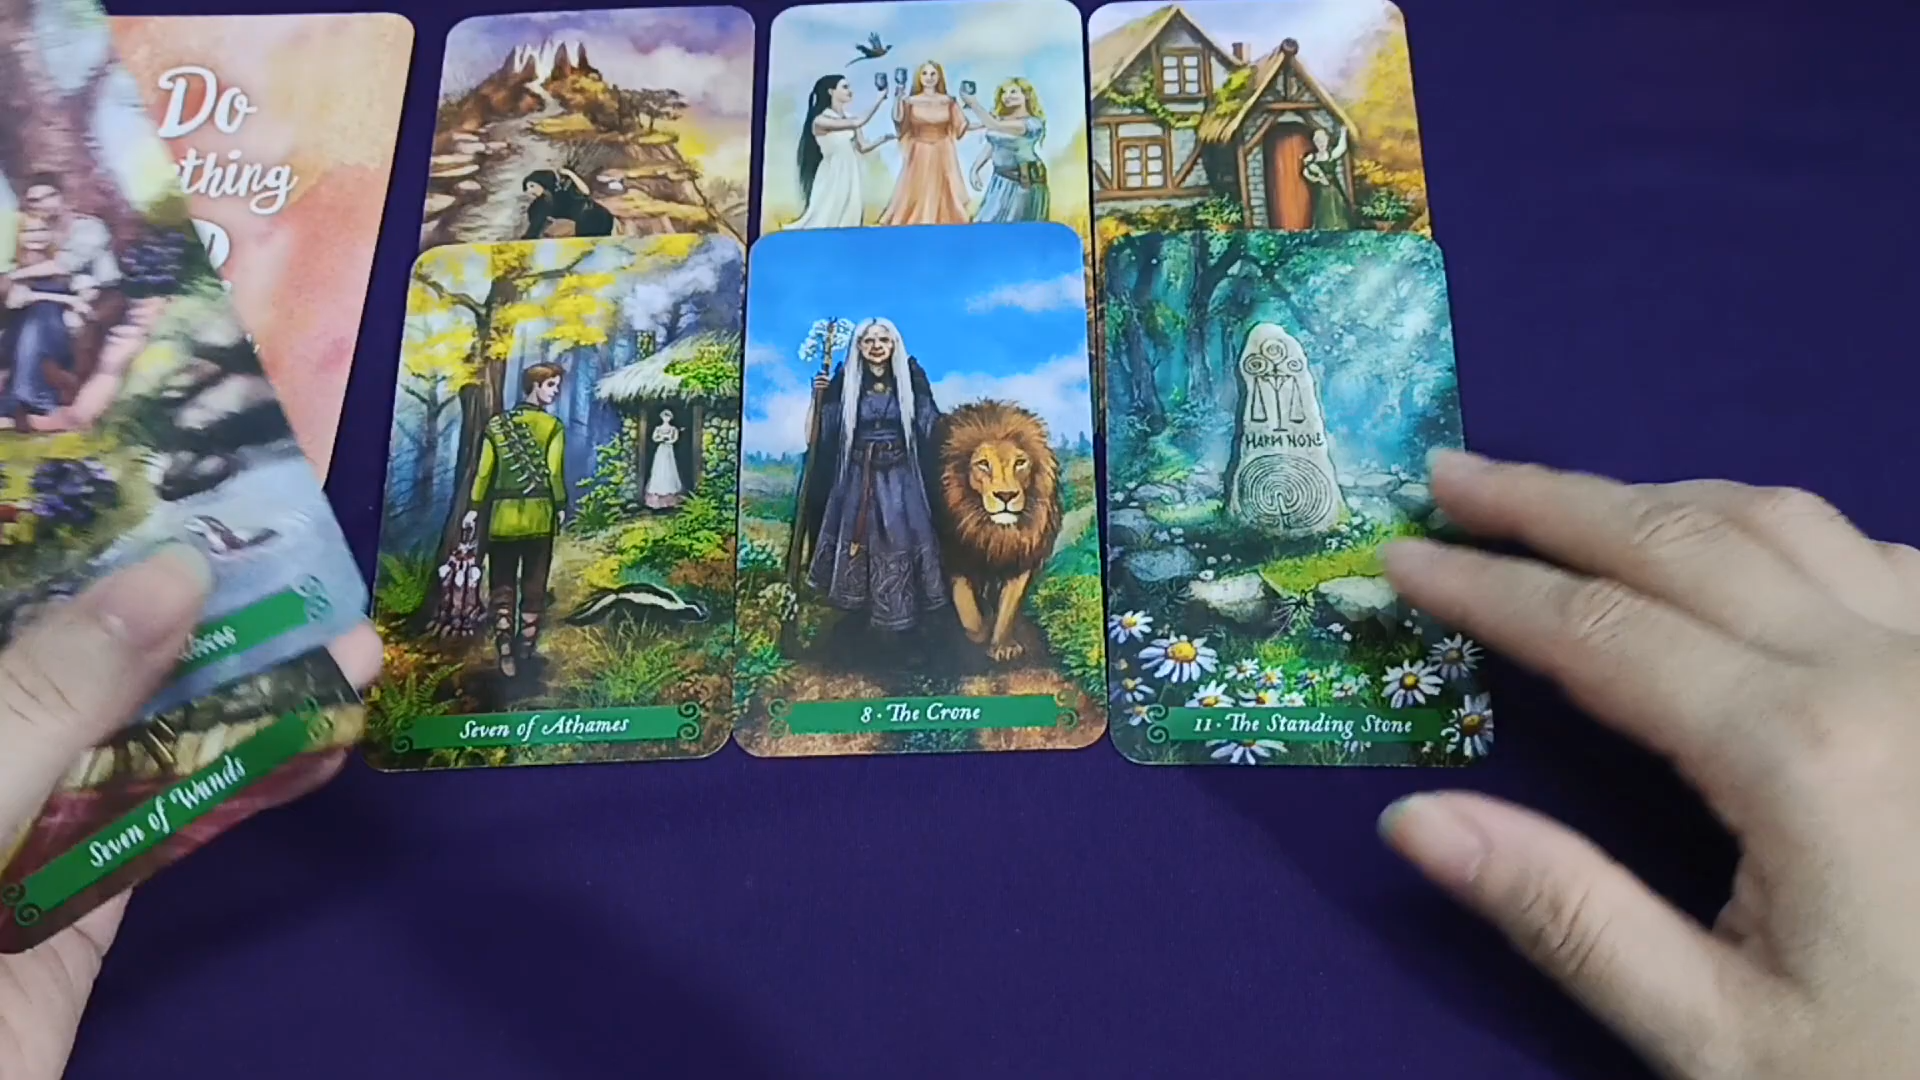 Do
thing
HARM NONE
Seven of Athames
8 · The Crone
11 · The Standing Stone
Seven of Wands